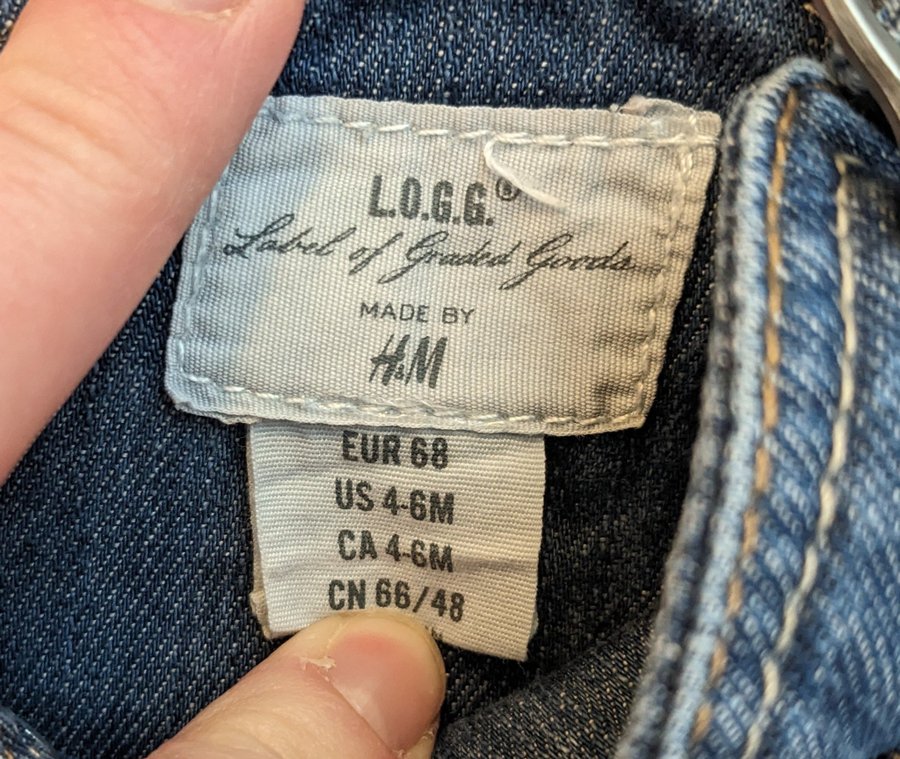 L.O.G.G.®
Label of Graded Goods
MADE BY
H&M
EUR 68
US 4-6M
CA 4-6M
CN 66/48